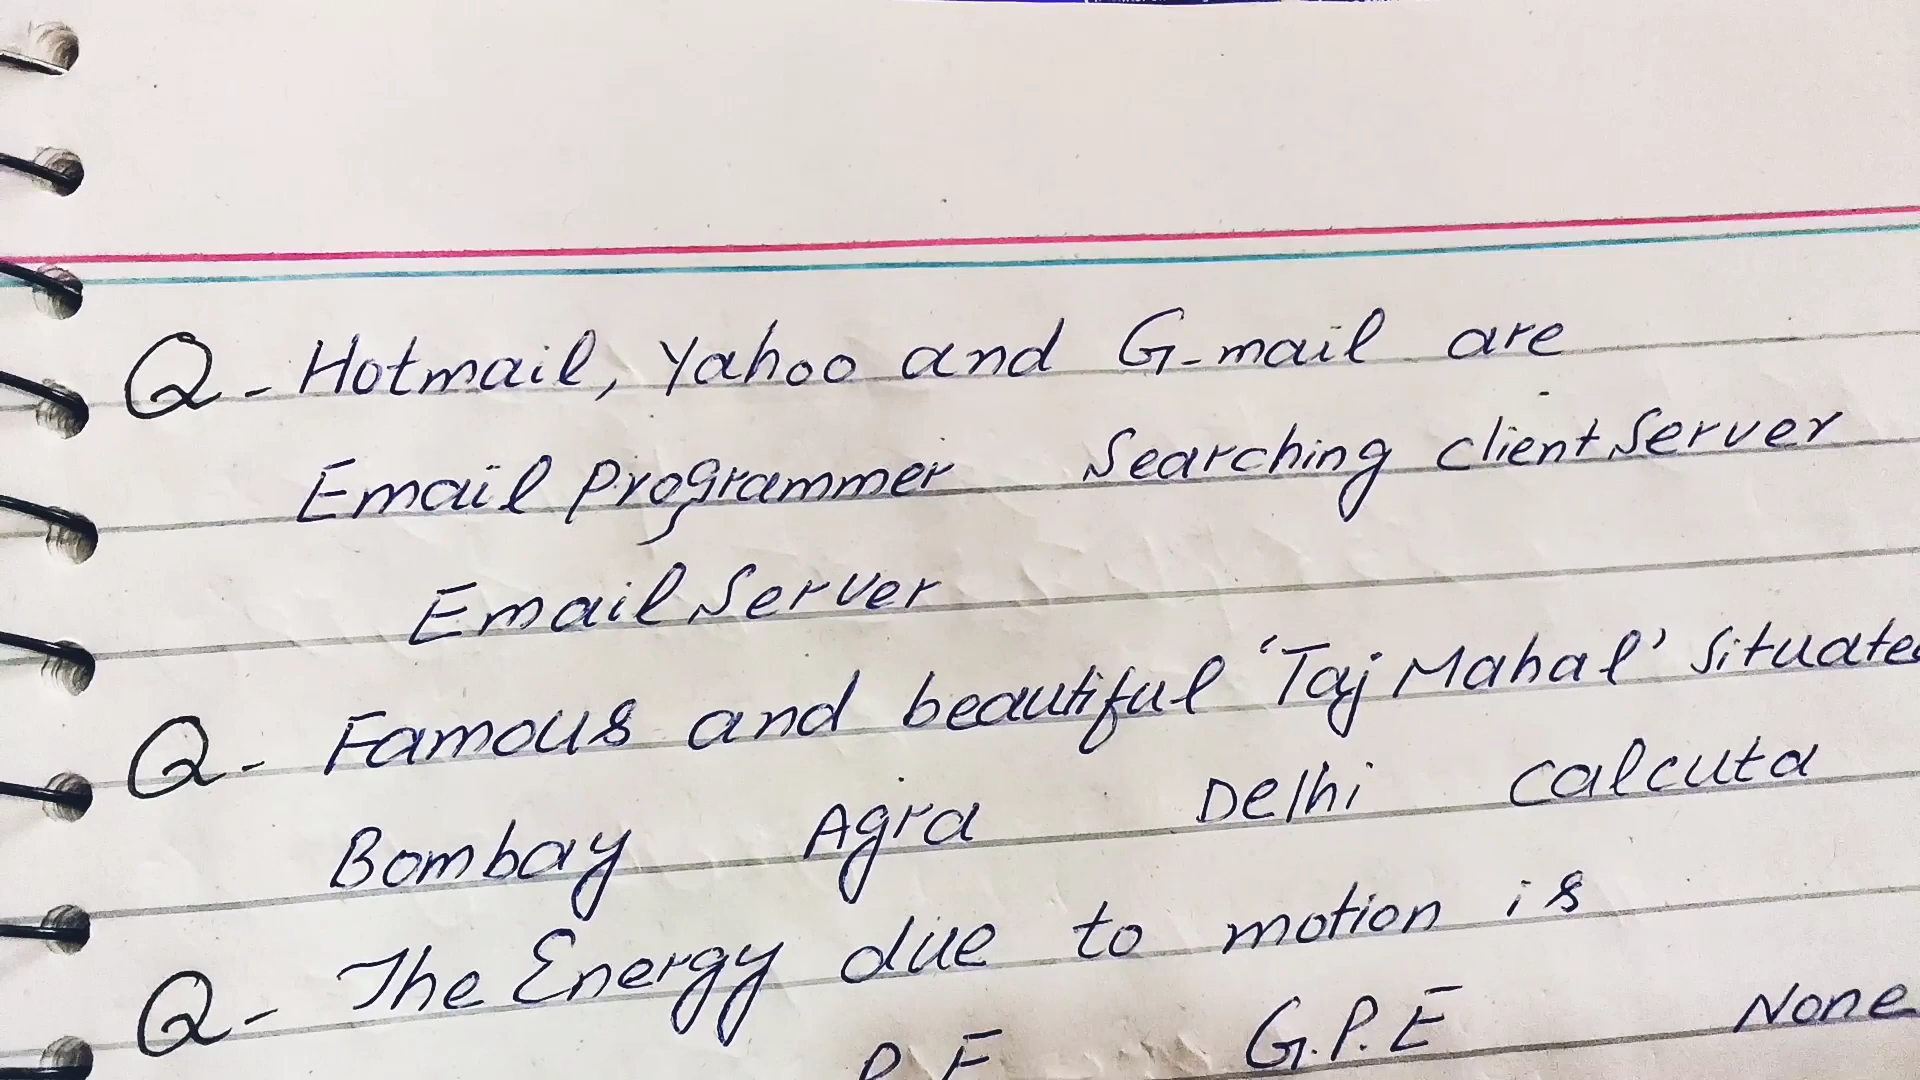 Q - Hotmail, Yahoo and G-mail are
Email Programmer Searching client Server
Email Server
Q - Famous and beautiful 'Taj Mahal' Situated
Bombay Agra Delhi Calcuta
Q - The Energy due to motion is
P.E G.P.E None